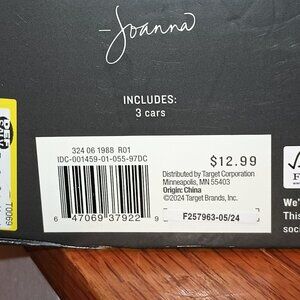 —Joanna
INCLUDES:
3 cars
324 06 1988 R01
IDC-001459-01-055-97DC
$12.99
Distributed by Target Corporation
Minneapolis, MN 55403
Origin: China
©2024 Target Brands, Inc.
F257963-05/24
6 47069 37922 9
T0069
F
We'
This
soci